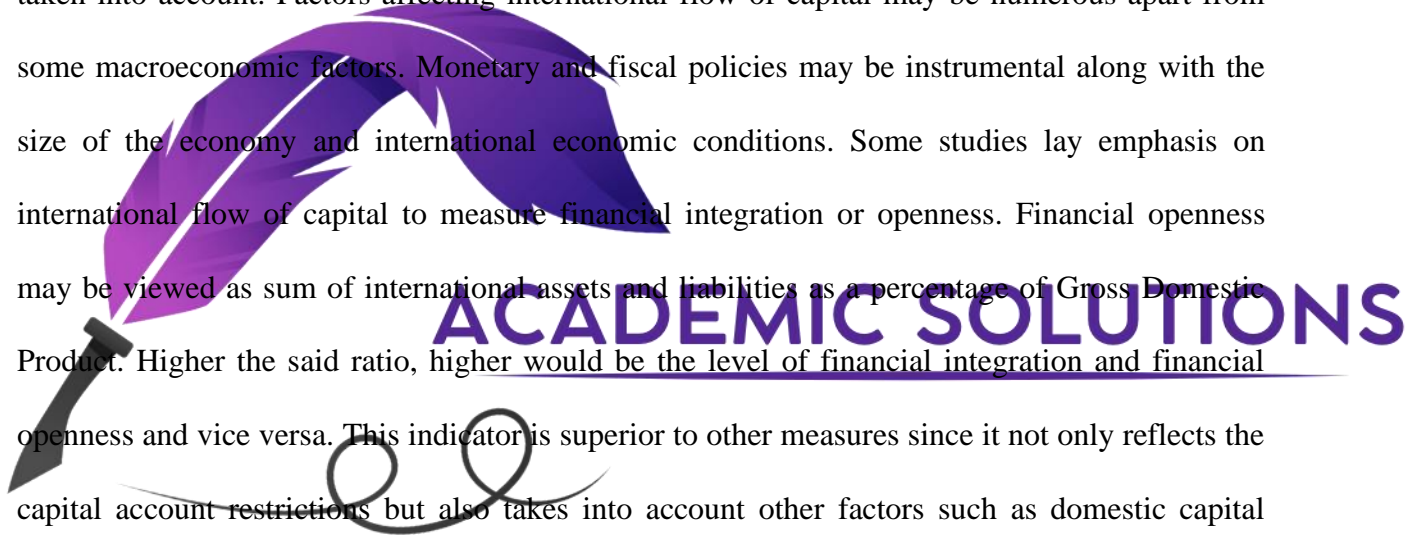 taken into account. Factors affecting international flow of capital may be numerous apart from
some macroeconomic factors. Monetary and fiscal policies may be instrumental along with the
size of the economy and international economic conditions. Some studies lay emphasis on
international flow of capital to measure financial integration or openness. Financial openness
may be viewed as sum of international assets and liabilities as a percentage of Gross Domestic
ACADEMIC SOLUTIONS
Product. Higher the said ratio, higher would be the level of financial integration and financial
openness and vice versa. This indicator is superior to other measures since it not only reflects the
capital account restrictions but also takes into account other factors such as domestic capital